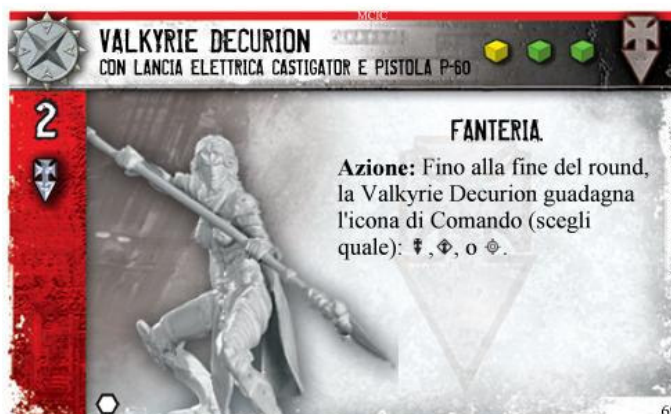 MCIC
VALKYRIE DECURION
CON LANCIA ELETTRICA CASTIGATOR E PISTOLA P-60
2
FANTERIA.
Azione: Fino alla fine del round,
la Valkyrie Decurion guadagna
l'icona di Comando (scegli
quale): , , o .